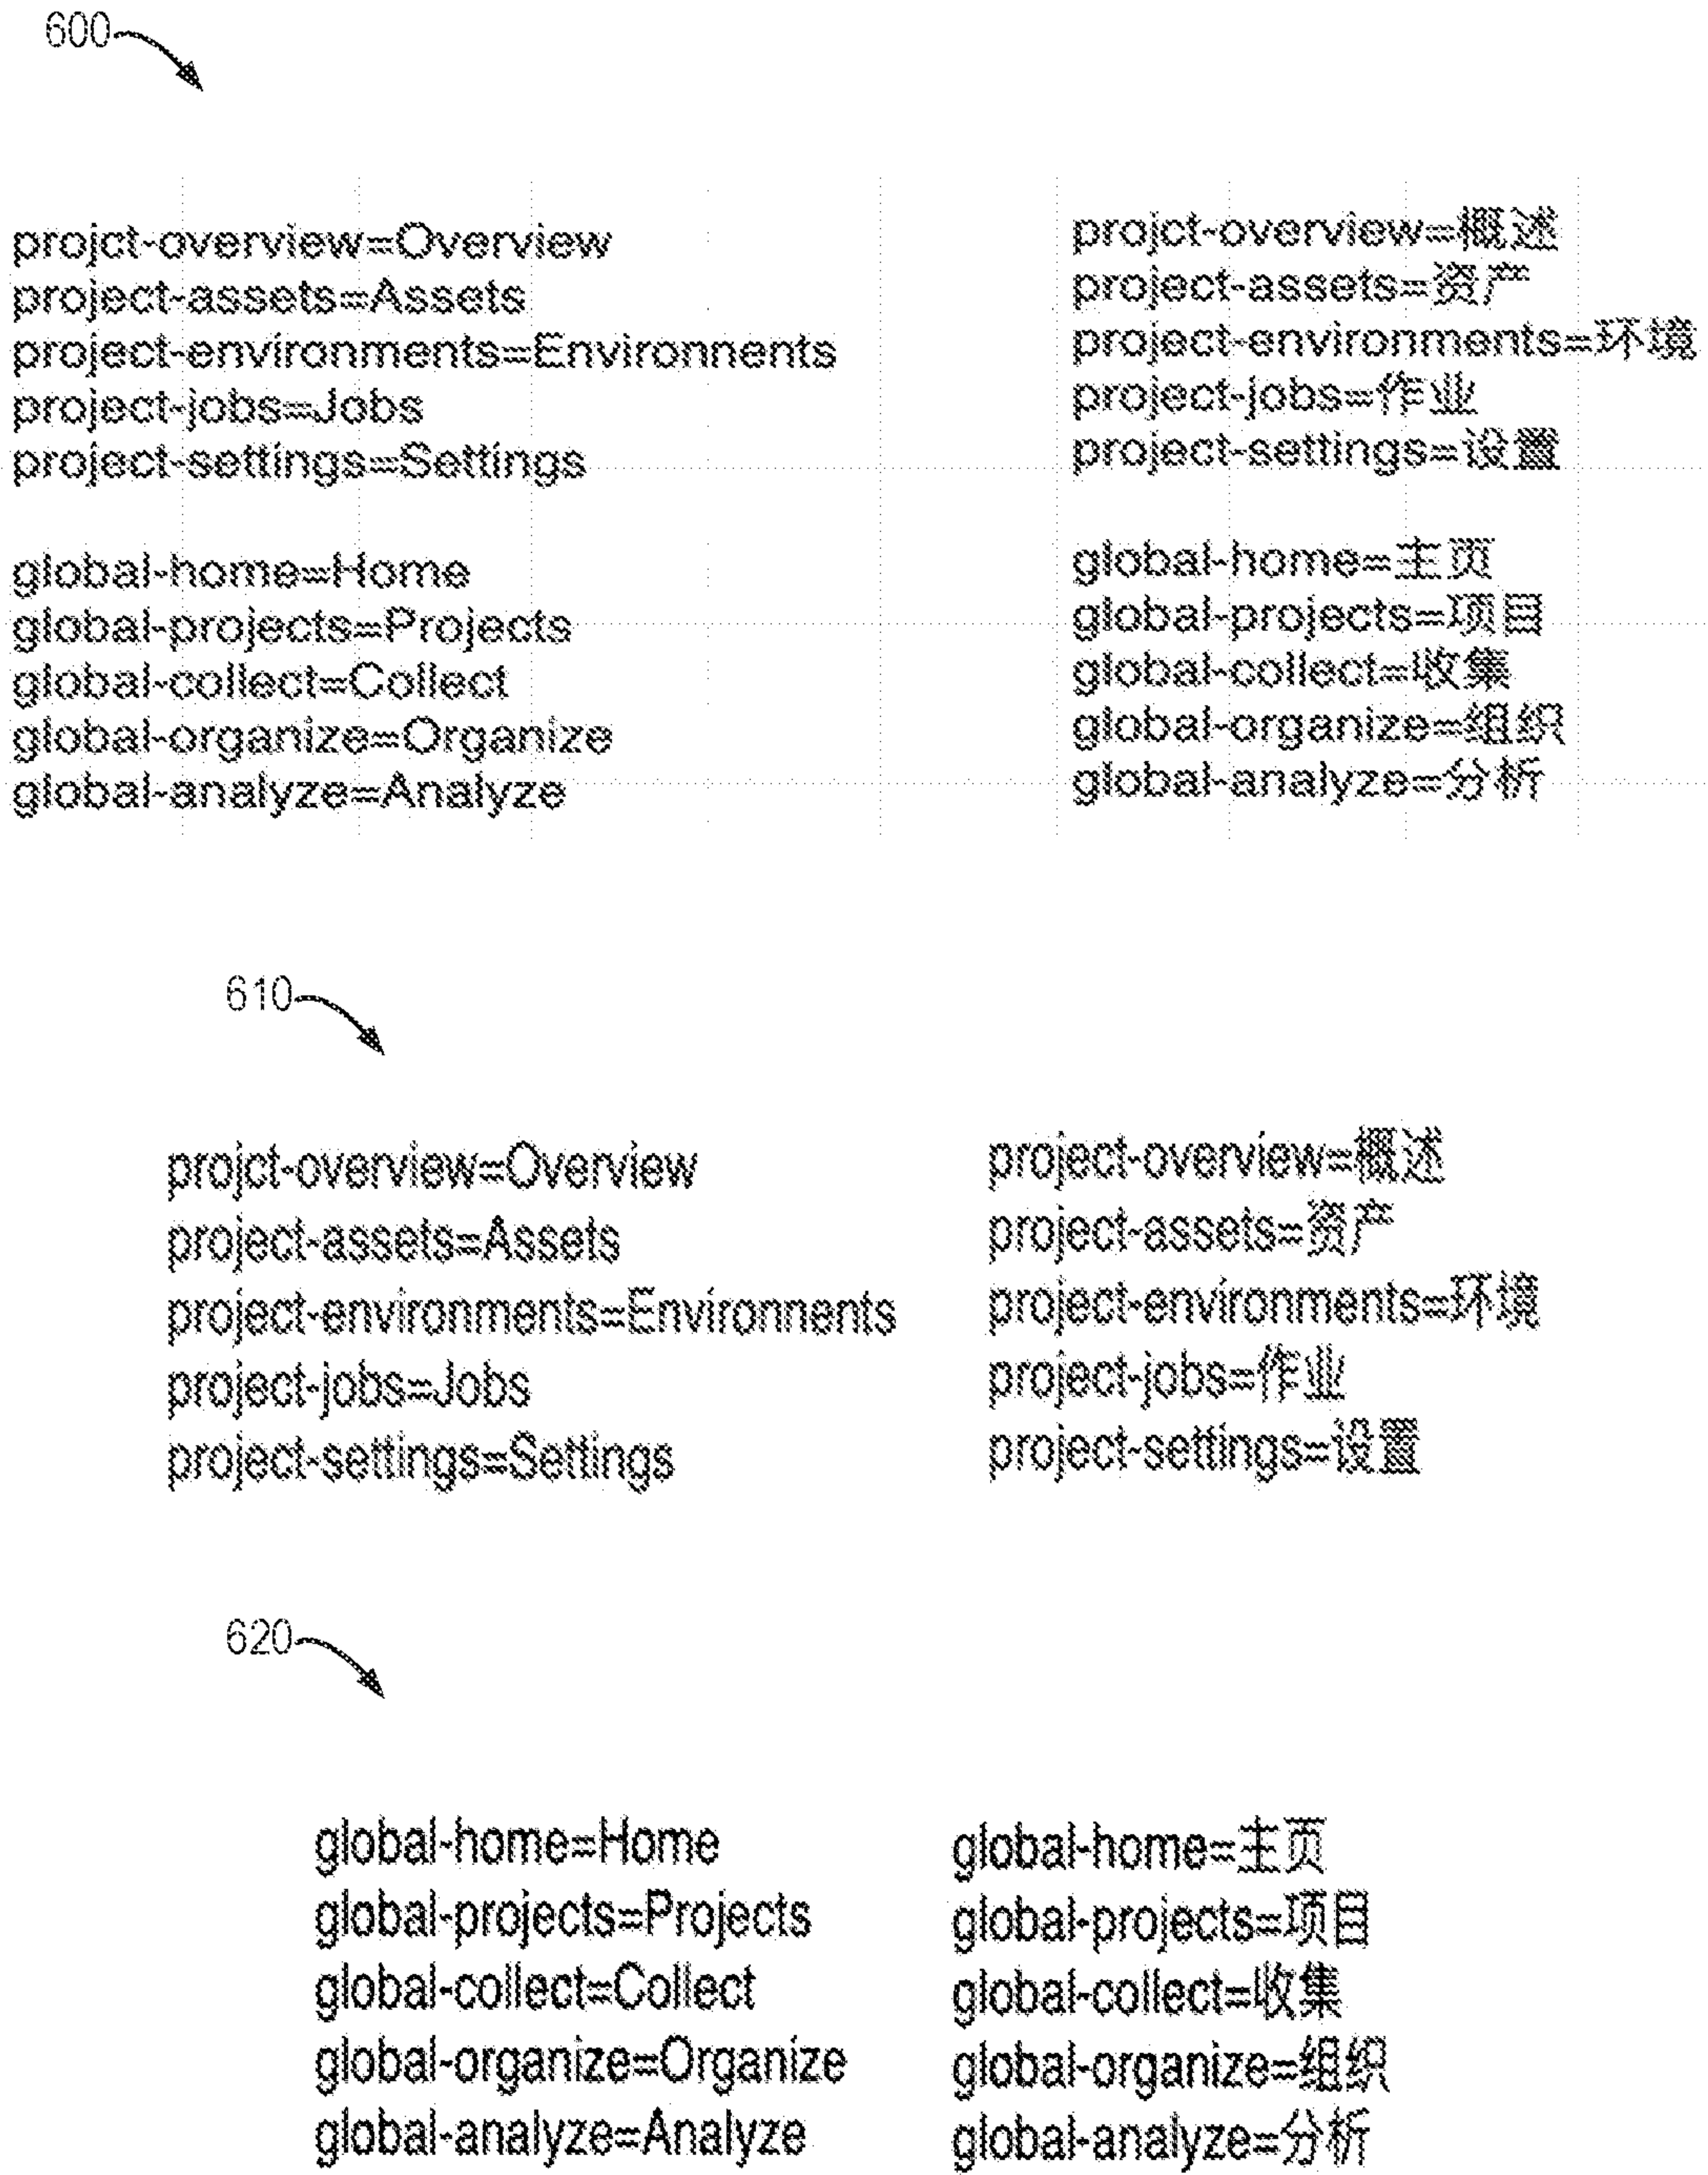 600
projct-overview=Overview
project-assets=Assets
project-environments=Environnents
project-jobs=Jobs
project-settings=Settings
global-home=Home
global-projects=Projects
global-collect=Collect
global-organize=Organize
global-analyze=Analyze
projct-overview=概述
project-assets=资产
project-environments=环境
project-jobs=作业
project-settings=设置
global-home=主页
global-projects=项目
global-collect=收集
global-organize=组织
global-analyze=分析
610
projct-overview=Overview
project-assets=Assets
project-environments=Environnents
project-jobs=Jobs
project-settings=Settings
project-overview=概述
project-assets=资产
project-environments=环境
project-jobs=作业
project-settings=设置
620
global-home=Home
global-projects=Projects
global-collect=Collect
global-organize=Organize
global-analyze=Analyze
global-home=主页
global-projects=项目
global-collect=收集
global-organize=组织
global-analyze=分析